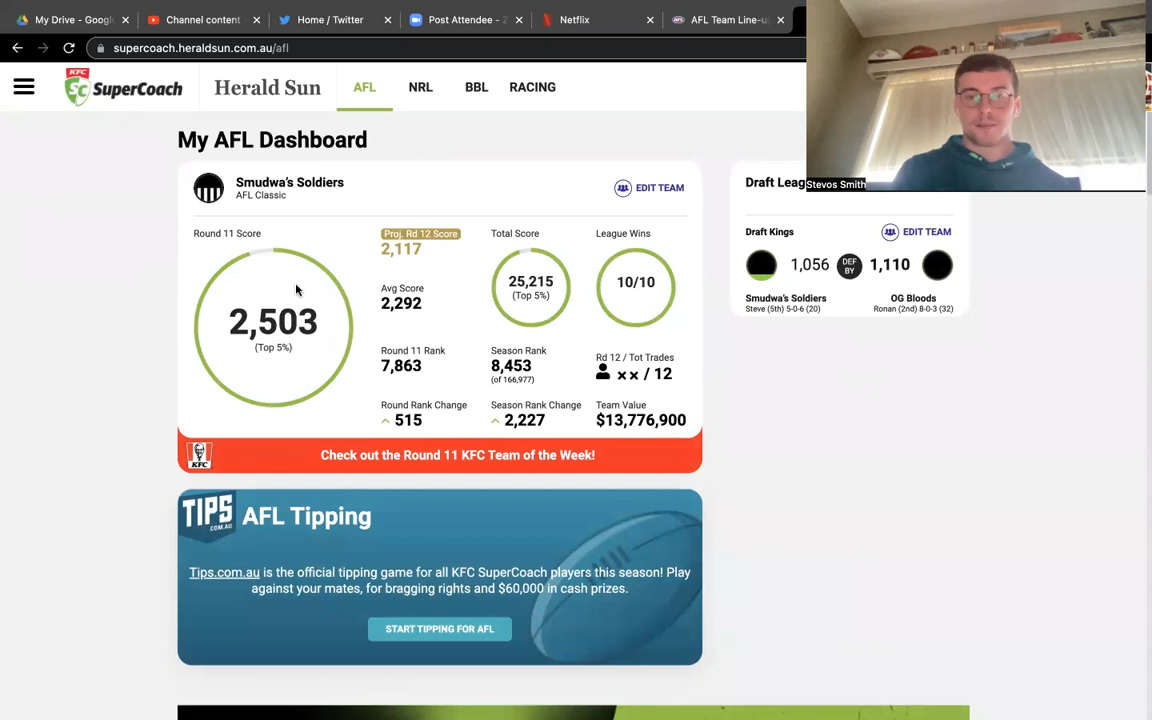 My Drive - Goog
Channel content
Home / Twitter
Post Attendee - 2
Netflix
AFL Team Line-u
supercoach.heraldsun.com.au/afl
KFC SC SuperCoach
Herald Sun
AFL
NRL
BBL
RACING
Stevos Smith
My AFL Dashboard
Smudwa's Soldiers
AFL Classic
EDIT TEAM
Round 11 Score
2,503
(Top 5%)
Proj. Rd 12 Score
2,117
Avg Score
2,292
Round 11 Rank
7,863
Round Rank Change
515
Total Score
25,215
(Top 5%)
Season Rank
8,453
(of 166,977)
Season Rank Change
2,227
League Wins
10/10
Rd 12 / Tot Trades
x x / 12
Team Value
$13,776,900
KFC
Check out the Round 11 KFC Team of the Week!
Draft Leag
Draft Kings
EDIT TEAM
1,056
DEF
BY
1,110
Smudwa's Soldiers
Steve (5th) 5-0-6 (20)
OG Bloods
Ronan (2nd) 8-0-3 (32)
TIPS
.COM.AU
AFL Tipping
Tips.com.au is the official tipping game for all KFC SuperCoach players this season! Play
against your mates, for bragging rights and $60,000 in cash prizes.
START TIPPING FOR AFL